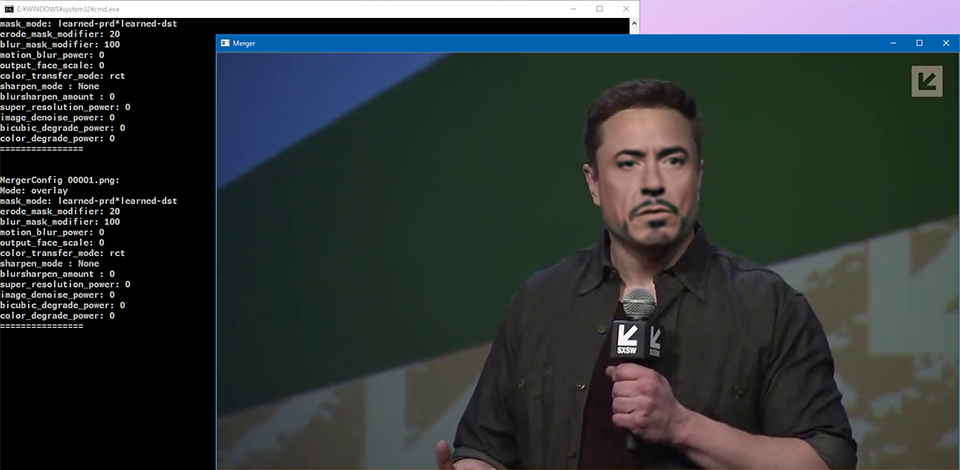 C:¥WINDOWS¥system32¥cmd.exe
mask_mode: learned-prd*learned-dst
erode_mask_modifier: 20
blur_mask_modifier: 100
motion_blur_power: 0
output_face_scale: 0
color_transfer_mode: rct
sharpen_mode : None
blursharpen_amount : 0
super_resolution_power: 0
image_denoise_power: 0
bicubic_degrade_power: 0
color_degrade_power: 0
================
MergerConfig 00001.png:
Mode: overlay
mask_mode: learned-prd*learned-dst
erode_mask_modifier: 20
blur_mask_modifier: 100
motion_blur_power: 0
output_face_scale: 0
color_transfer_mode: rct
sharpen_mode : None
blursharpen_amount : 0
super_resolution_power: 0
image_denoise_power: 0
bicubic_degrade_power: 0
color_degrade_power: 0
================
Merger
SXSW
SXSW